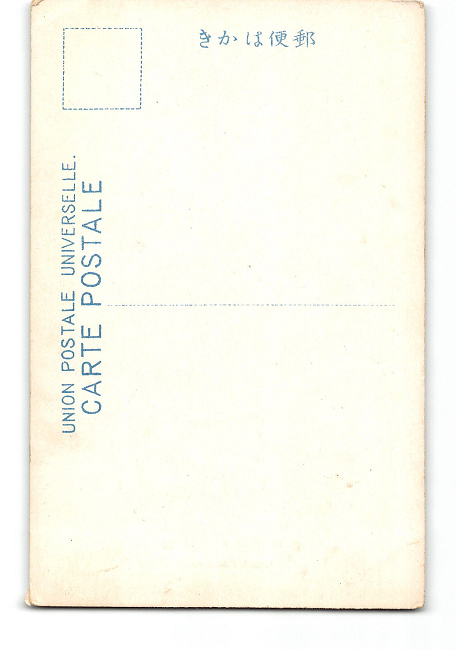 郵便はかき
UNION POSTALE UNIVERSELLE.
CARTE POSTALE